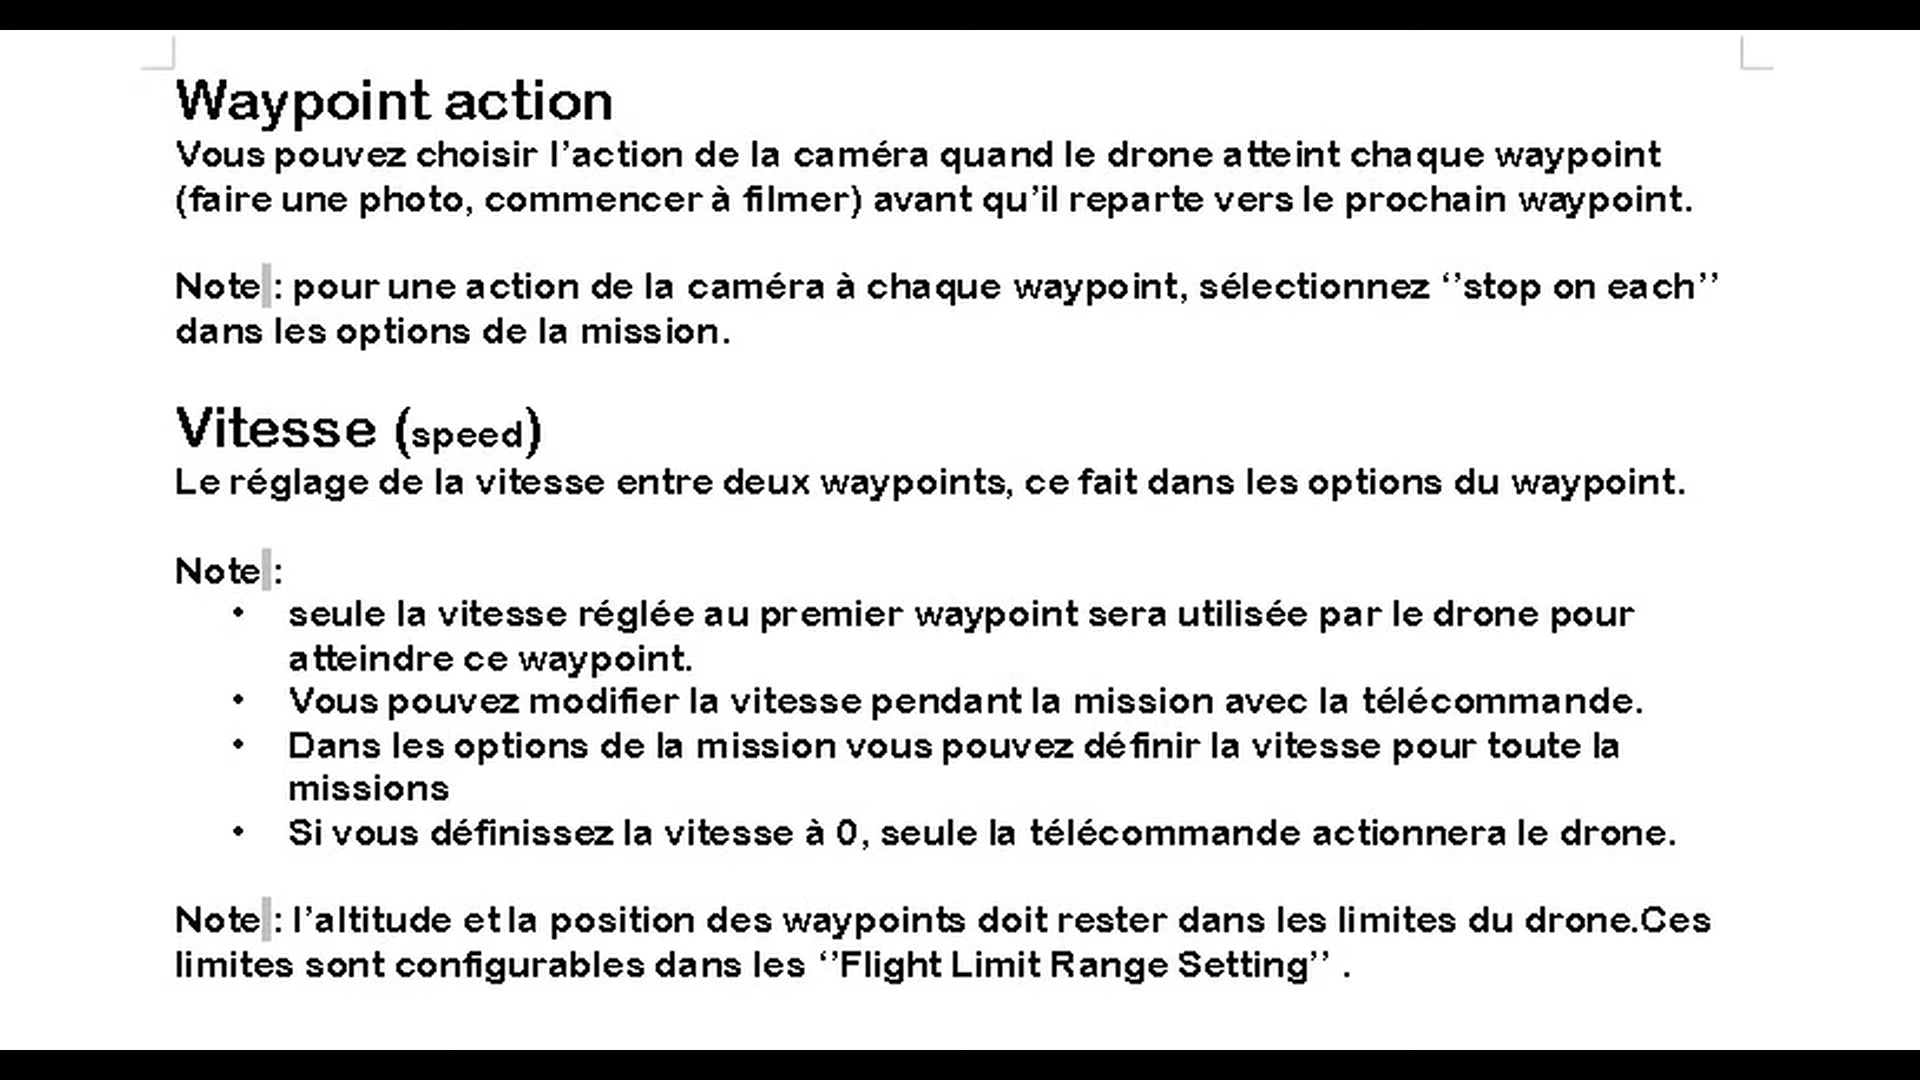 Waypoint action
Vous pouvez choisir l’action de la caméra quand le drone atteint chaque waypoint
(faire une photo, commencer à filmer) avant qu’il reparte vers le prochain waypoint.
Note : pour une action de la caméra à chaque waypoint, sélectionnez ‘’stop on each’’
dans les options de la mission.
Vitesse (speed)
Le réglage de la vitesse entre deux waypoints, ce fait dans les options du waypoint.
Note :
• seule la vitesse réglée au premier waypoint sera utilisée par le drone pour
atteindre ce waypoint.
• Vous pouvez modifier la vitesse pendant la mission avec la télécommande.
• Dans les options de la mission vous pouvez définir la vitesse pour toute la
missions
• Si vous définissez la vitesse à 0, seule la télécommande actionnera le drone.
Note : l’altitude et la position des waypoints doit rester dans les limites du drone.Ces
limites sont configurables dans les ‘’Flight Limit Range Setting’’ .